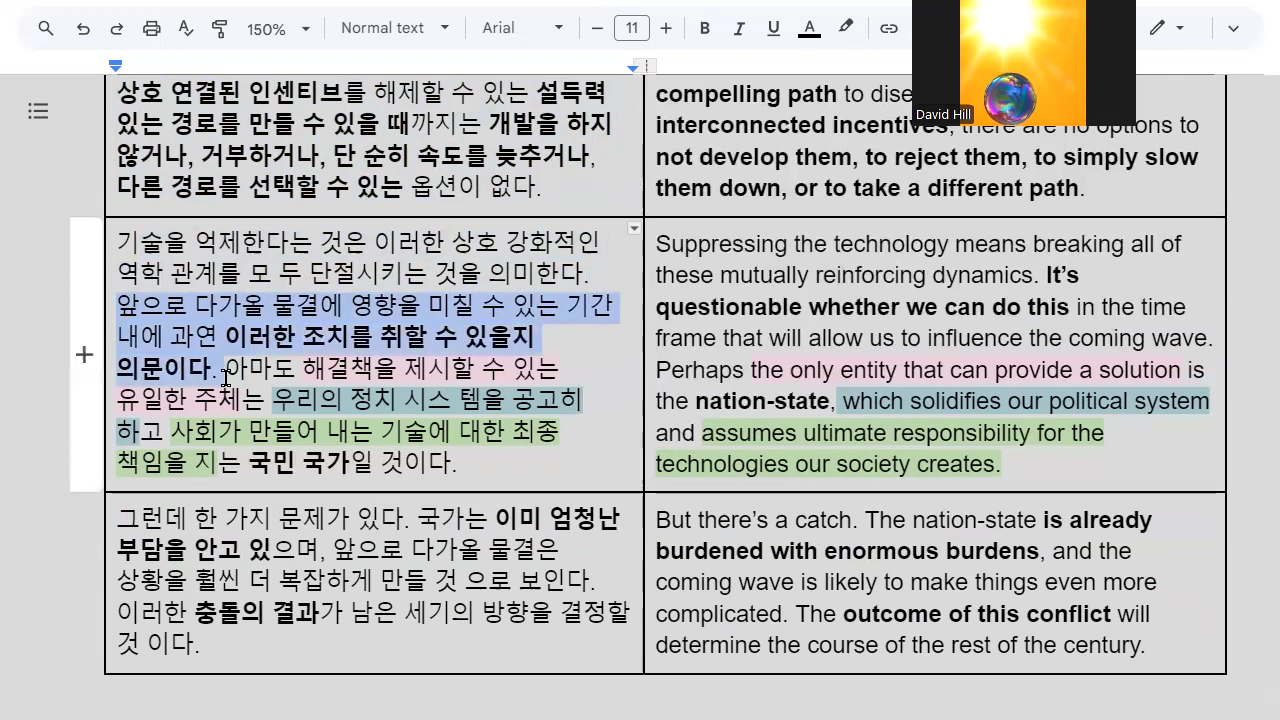 150%
Normal text
Arial
11
B
I
U
A
David Hill
상호 연결된 인센티브를 해제할 수 있는 설득력
있는 경로를 만들 수 있을 때까지는 개발을 하지
않거나, 거부하거나, 단 순히 속도를 늦추거나,
다른 경로를 선택할 수 있는 옵션이 없다.
compelling path to dise
interconnected incentives, there are no options to
not develop them, to reject them, to simply slow
them down, or to take a different path.
기술을 억제한다는 것은 이러한 상호 강화적인
역학 관계를 모 두 단절시키는 것을 의미한다.
앞으로 다가올 물결에 영향을 미칠 수 있는 기간
내에 과연 이러한 조치를 취할 수 있을지
의문이다. 아마도 해결책을 제시할 수 있는
유일한 주체는 우리의 정치 시스 템을 공고히
하고 사회가 만들어 내는 기술에 대한 최종
책임을 지는 국민 국가일 것이다.
Suppressing the technology means breaking all of
these mutually reinforcing dynamics. It’s
questionable whether we can do this in the time
frame that will allow us to influence the coming wave.
Perhaps the only entity that can provide a solution is
the nation-state, which solidifies our political system
and assumes ultimate responsibility for the
technologies our society creates.
그런데 한 가지 문제가 있다. 국가는 이미 엄청난
부담을 안고 있으며, 앞으로 다가올 물결은
상황을 훨씬 더 복잡하게 만들 것 으로 보인다.
이러한 충돌의 결과가 남은 세기의 방향을 결정할
것 이다.
But there’s a catch. The nation-state is already
burdened with enormous burdens, and the
coming wave is likely to make things even more
complicated. The outcome of this conflict will
determine the course of the rest of the century.